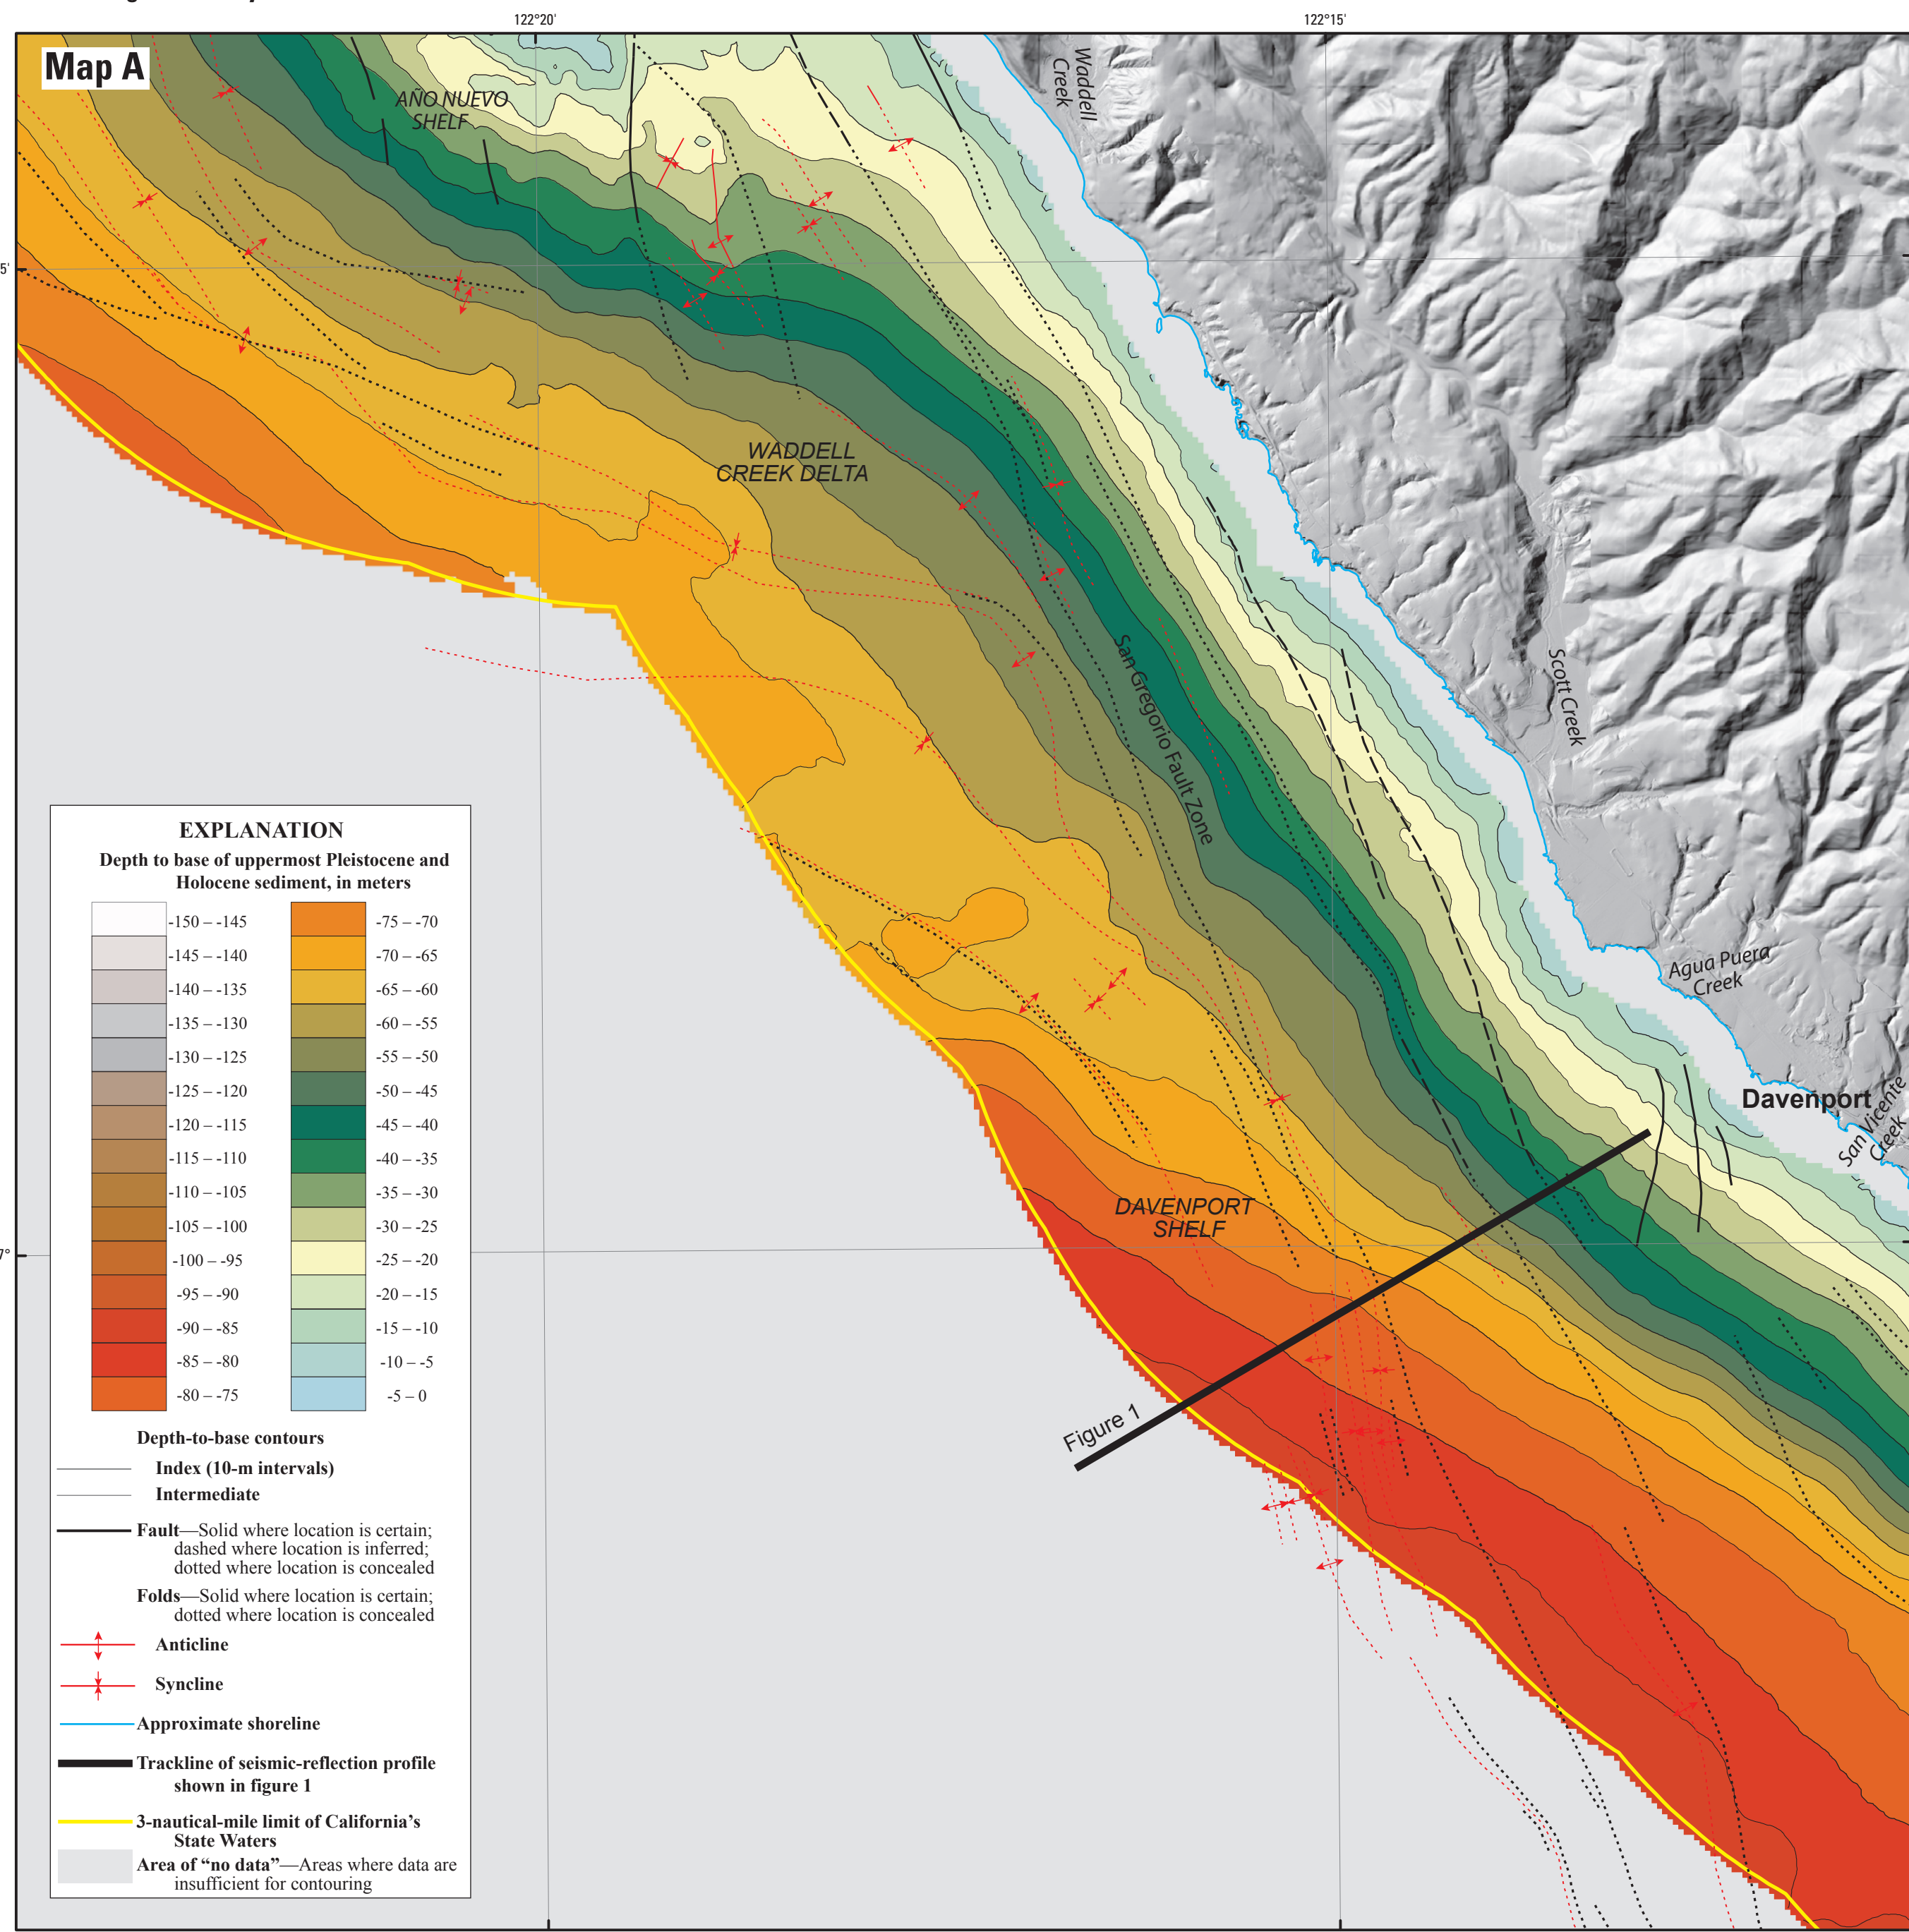 122°20'
122°15'
Map A
AÑO NUEVO
SHELF
Waddell
Creek
5'
WADDELL
CREEK DELTA
San Gregorio Fault Zone
Scott Creek
Agua Puera
Creek
Davenport
San Vicente
Creek
DAVENPORT
SHELF
7°
Figure 1
EXPLANATION
Depth to base of uppermost Pleistocene and
Holocene sediment, in meters
-150 – -145
-145 – -140
-140 – -135
-135 – -130
-130 – -125
-125 – -120
-120 – -115
-115 – -110
-110 – -105
-105 – -100
-100 – -95
-95 – -90
-90 – -85
-85 – -80
-80 – -75
-75 – -70
-70 – -65
-65 – -60
-60 – -55
-55 – -50
-50 – -45
-45 – -40
-40 – -35
-35 – -30
-30 – -25
-25 – -20
-20 – -15
-15 – -10
-10 – -5
-5 – 0
Depth-to-base contours
Index (10-m intervals)
Intermediate
Fault—Solid where location is certain;
dashed where location is inferred;
dotted where location is concealed
Folds—Solid where location is certain;
dotted where location is concealed
Anticline
Syncline
Approximate shoreline
Trackline of seismic-reflection profile
shown in figure 1
3-nautical-mile limit of California’s
State Waters
Area of “no data”—Areas where data are
insufficient for contouring